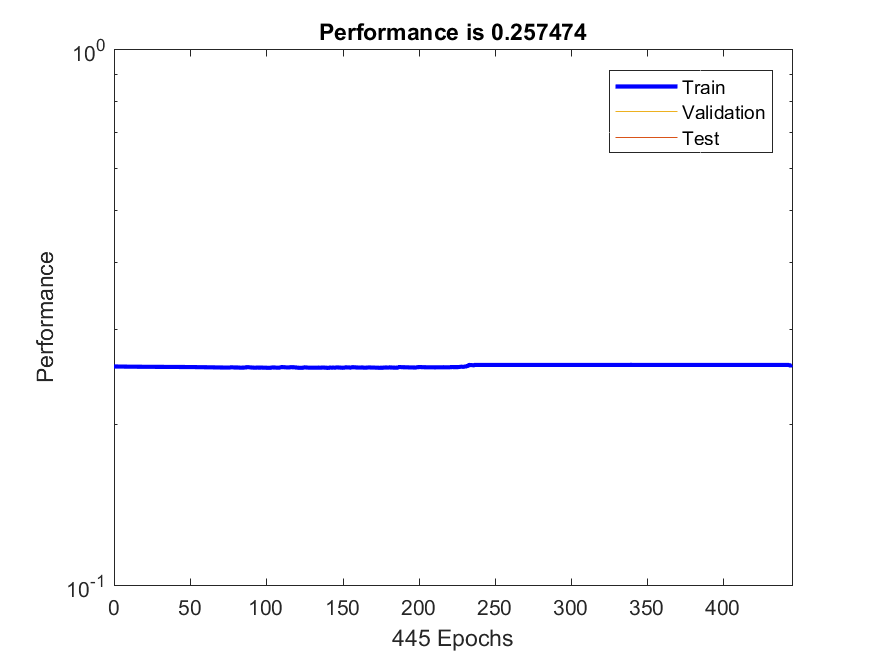 Performance is 0.257474
10^0
Train
Validation
Test
Performance
10^-1
0 50 100 150 200 250 300 350 400
445 Epochs